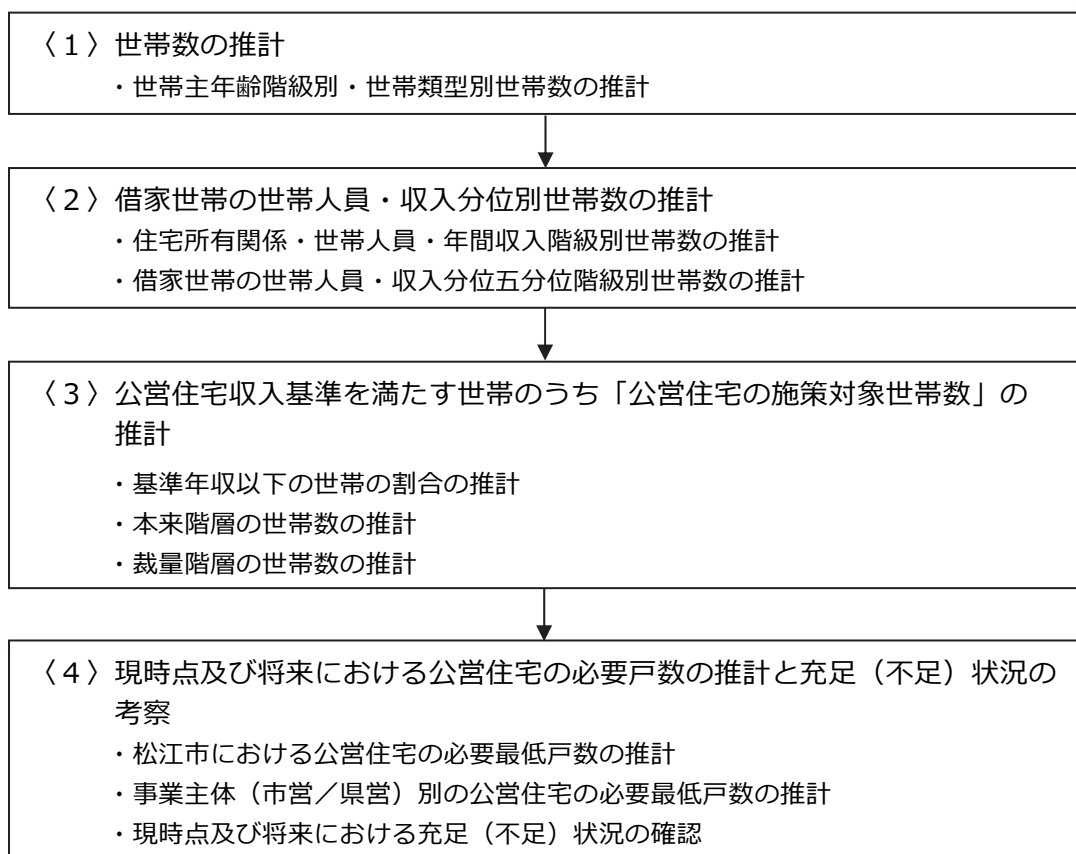 〈１〉世帯数の推計
・世帯主年齢階級別・世帯類型別世帯数の推計
〈２〉借家世帯の世帯人員・収入分位別世帯数の推計
・住宅所有関係・世帯人員・年間収入階級別世帯数の推計
・借家世帯の世帯人員・収入分位五分位階級別世帯数の推計
〈３〉公営住宅収入基準を満たす世帯のうち「公営住宅の施策対象世帯数」の
推計
・基準年収以下の世帯の割合の推計
・本来階層の世帯数の推計
・裁量階層の世帯数の推計
〈４〉現時点及び将来における公営住宅の必要戸数の推計と充足（不足）状況の
考察
・松江市における公営住宅の必要最低戸数の推計
・事業主体（市営／県営）別の公営住宅の必要最低戸数の推計
・現時点及び将来における充足（不足）状況の確認